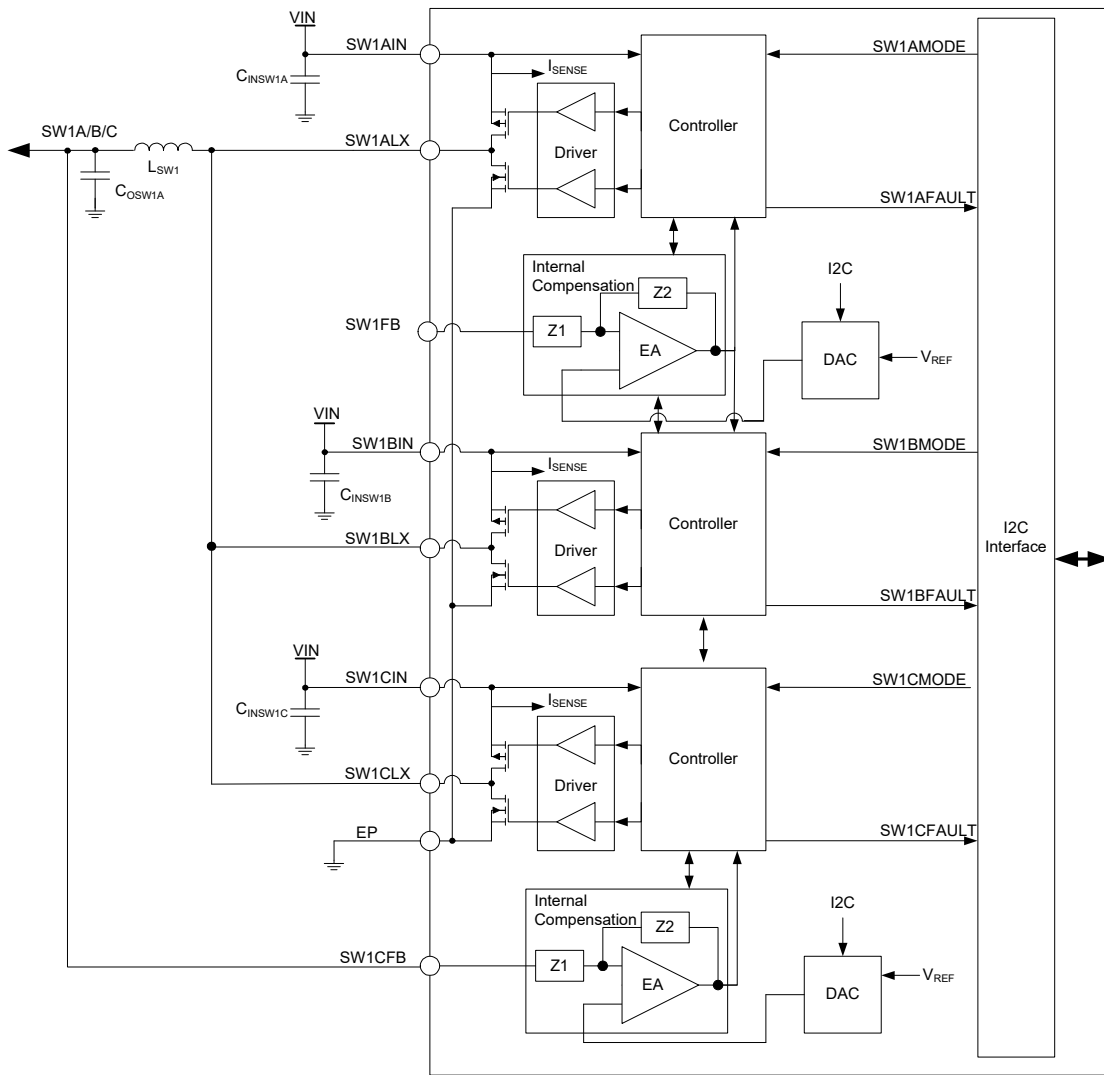 VIN
SW1AIN
CINSW1A
ISENSE
SW1AMODE
Controller
Driver
SW1A/B/C
LSW1
COSW1A
SW1ALX
SW1AFAULT
Internal
Compensation
Z2
Z1
EA
SW1FB
I2C
DAC
VREF
VIN
SW1BIN
CINSW1B
ISENSE
SW1BMODE
Controller
Driver
SW1BLX
SW1BFAULT
I2C
Interface
VIN
SW1CIN
CINSW1C
ISENSE
SW1CMODE
Controller
Driver
SW1CLX
EP
SW1CFAULT
Internal
Compensation
Z2
Z1
EA
SW1CFB
I2C
DAC
VREF